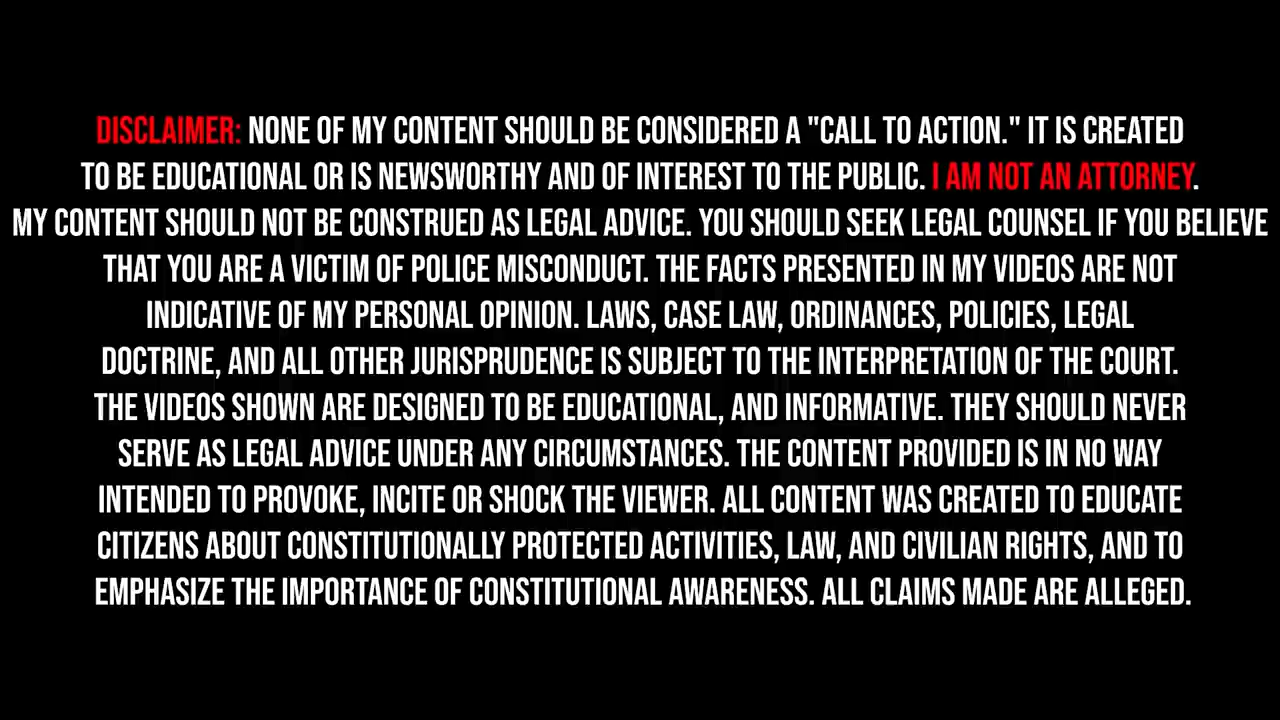 DISCLAIMER: NONE OF MY CONTENT SHOULD BE CONSIDERED A "CALL TO ACTION." IT IS CREATED
TO BE EDUCATIONAL OR IS NEWSWORTHY AND OF INTEREST TO THE PUBLIC. I AM NOT AN ATTORNEY.
MY CONTENT SHOULD NOT BE CONSTRUED AS LEGAL ADVICE. YOU SHOULD SEEK LEGAL COUNSEL IF YOU BELIEVE
THAT YOU ARE A VICTIM OF POLICE MISCONDUCT. THE FACTS PRESENTED IN MY VIDEOS ARE NOT
INDICATIVE OF MY PERSONAL OPINION. LAWS, CASE LAW, ORDINANCES, POLICIES, LEGAL
DOCTRINE, AND ALL OTHER JURISPRUDENCE IS SUBJECT TO THE INTERPRETATION OF THE COURT.
THE VIDEOS SHOWN ARE DESIGNED TO BE EDUCATIONAL, AND INFORMATIVE. THEY SHOULD NEVER
SERVE AS LEGAL ADVICE UNDER ANY CIRCUMSTANCES. THE CONTENT PROVIDED IS IN NO WAY
INTENDED TO PROVOKE, INCITE OR SHOCK THE VIEWER. ALL CONTENT WAS CREATED TO EDUCATE
CITIZENS ABOUT CONSTITUTIONALLY PROTECTED ACTIVITIES, LAW, AND CIVILIAN RIGHTS, AND TO
EMPHASIZE THE IMPORTANCE OF CONSTITUTIONAL AWARENESS. ALL CLAIMS MADE ARE ALLEGED.